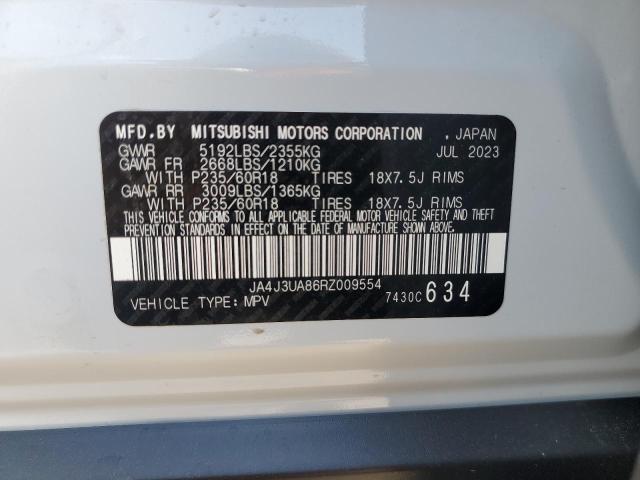 MFD.BY MITSUBISHI MOTORS CORPORATION . JAPAN
GVWR 5192LBS/2355KG JUL 2023
GAWR FR 2668LBS/1210KG
WITH P235/60R18 TIRES 18X7.5J RIMS
GAWR RR 3009LBS/1365KG
WITH P235/60R18 TIRES 18X7.5J RIMS
THIS VEHICLE CONFORMS TO ALL APPLICABLE FEDERAL MOTOR VEHICLE SAFETY AND THEFT
PREVENTION STANDARDS IN EFFECT ON THE DATE OF MANUFACTURE SHOWN ABOVE.
JA4J3UA86RZ009554
VEHICLE TYPE: MPV 7430C 634